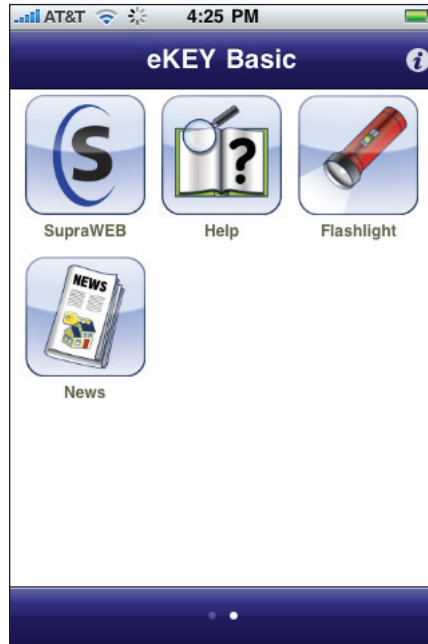 AT&T 4:25 PM
eKEY Basic i
S ?
SupraWEB Help Flashlight
NEWS
News